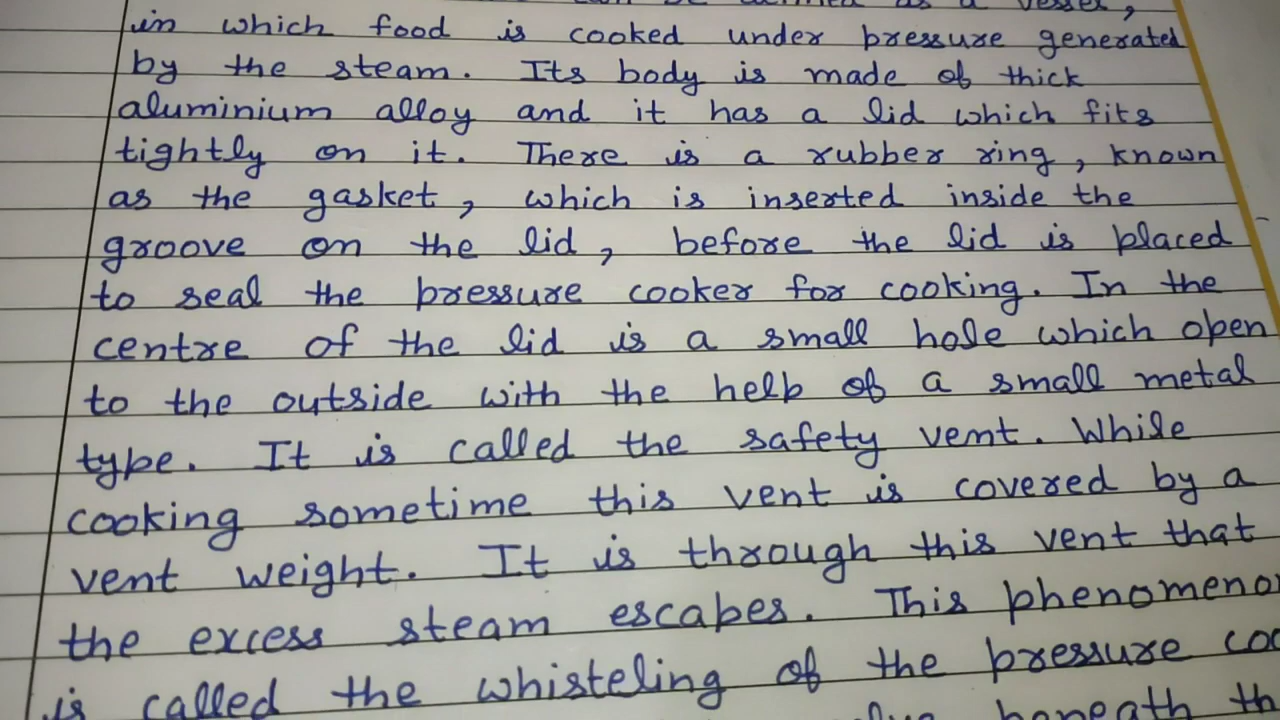 as a vessel,
in which food is cooked under pressure generated
by the steam. Its body is made of thick
aluminium alloy and it has a lid which fits
tightly on it. There is a rubber ring, known
as the gasket, which is inserted inside the
groove on the lid, before the lid is placed
to seal the pressure cooker for cooking. In the
centre of the lid is a small hole which open
to the outside with the help of a small metal
type. It is called the safety vent. While
cooking sometime this vent is covered by a
vent weight. It is through this vent that
the excess steam escapes. This phenomeno
is called the whisteling of the pressure coo
beneath th